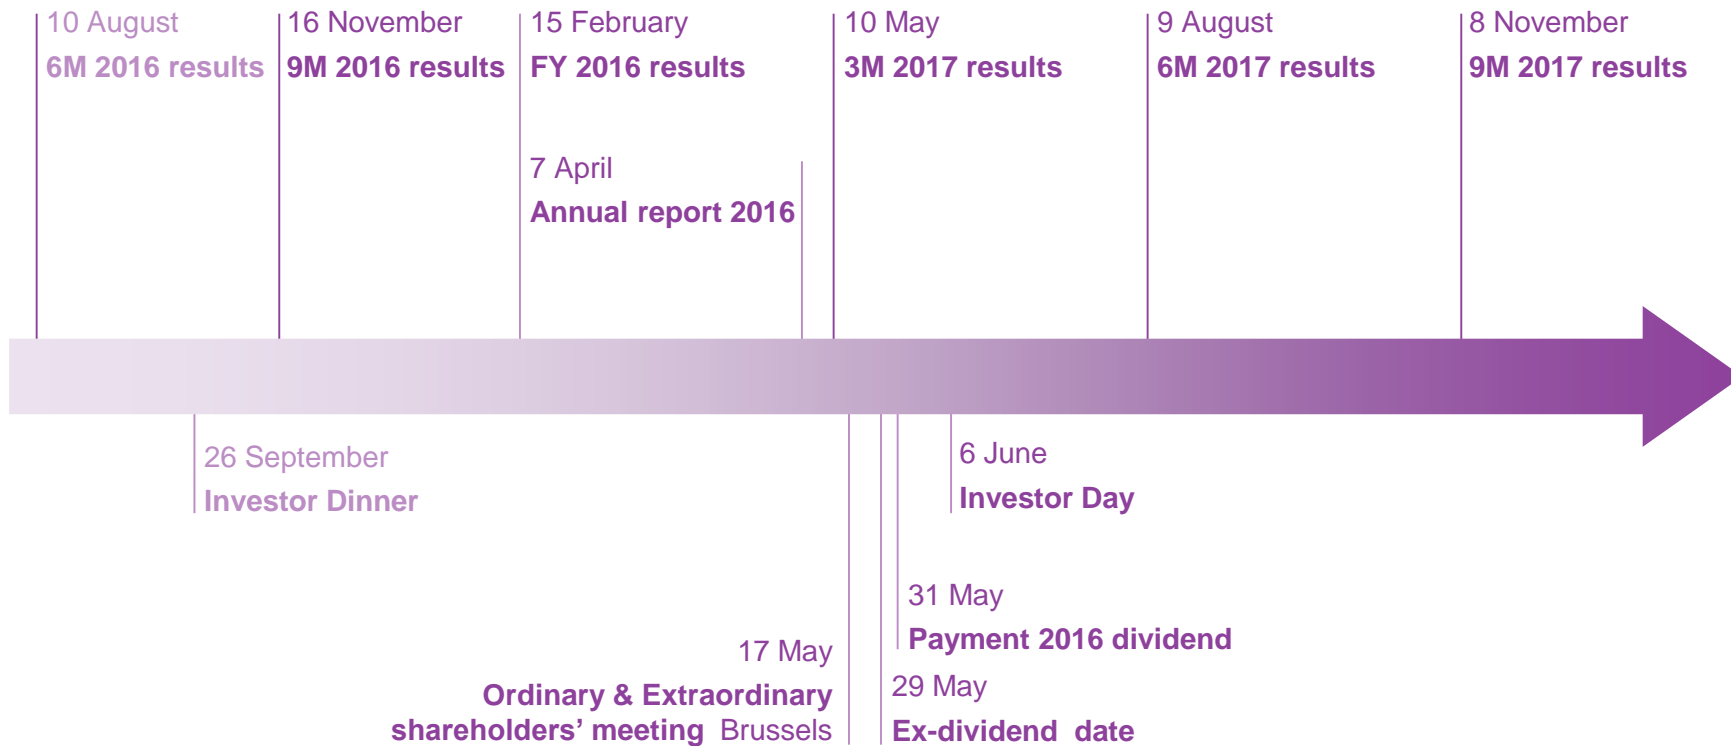 10 August
6M 2016 results
16 November
9M 2016 results
15 February
FY 2016 results
10 May
3M 2017 results
9 August
6M 2017 results
8 November
9M 2017 results
7 April
Annual report 2016
26 September
Investor Dinner
6 June
Investor Day
31 May
Payment 2016 dividend
17 May
Ordinary & Extraordinary
shareholders’ meeting Brussels
29 May
Ex-dividend date